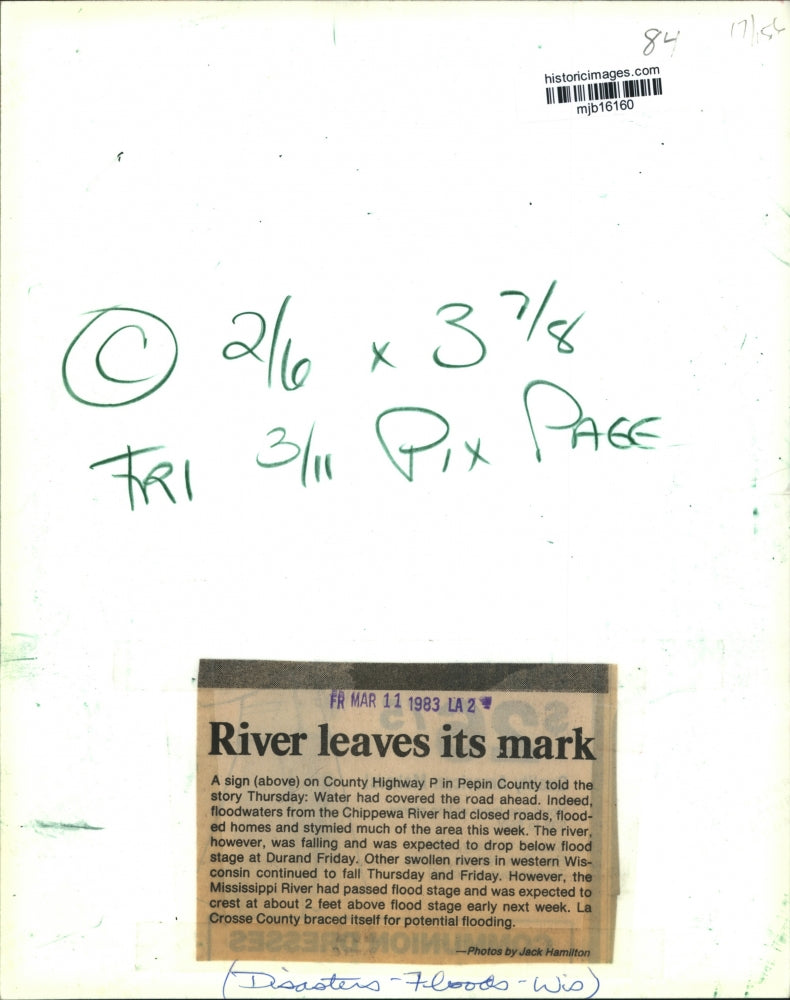 84
historicimages.com
mjb16160
© 2/6 x 3 7/8
FRI 3/11 PIX PAGE
FR MAR 11 1983 LA 2
River leaves its mark
A sign (above) on County Highway P in Pepin County told the
story Thursday: Water had covered the road ahead. Indeed,
floodwaters from the Chippewa River had closed roads, flood-
ed homes and stymied much of the area this week. The river,
however, was falling and was expected to drop below flood
stage at Durand Friday. Other swollen rivers in western Wis-
consin continued to fall Thursday and Friday. However, the
Mississippi River had passed flood stage and was expected to
crest at about 2 feet above flood stage early next week. La
Crosse County braced itself for potential flooding.
—Photos by Jack Hamilton
(Disasters - Floods - Wis)